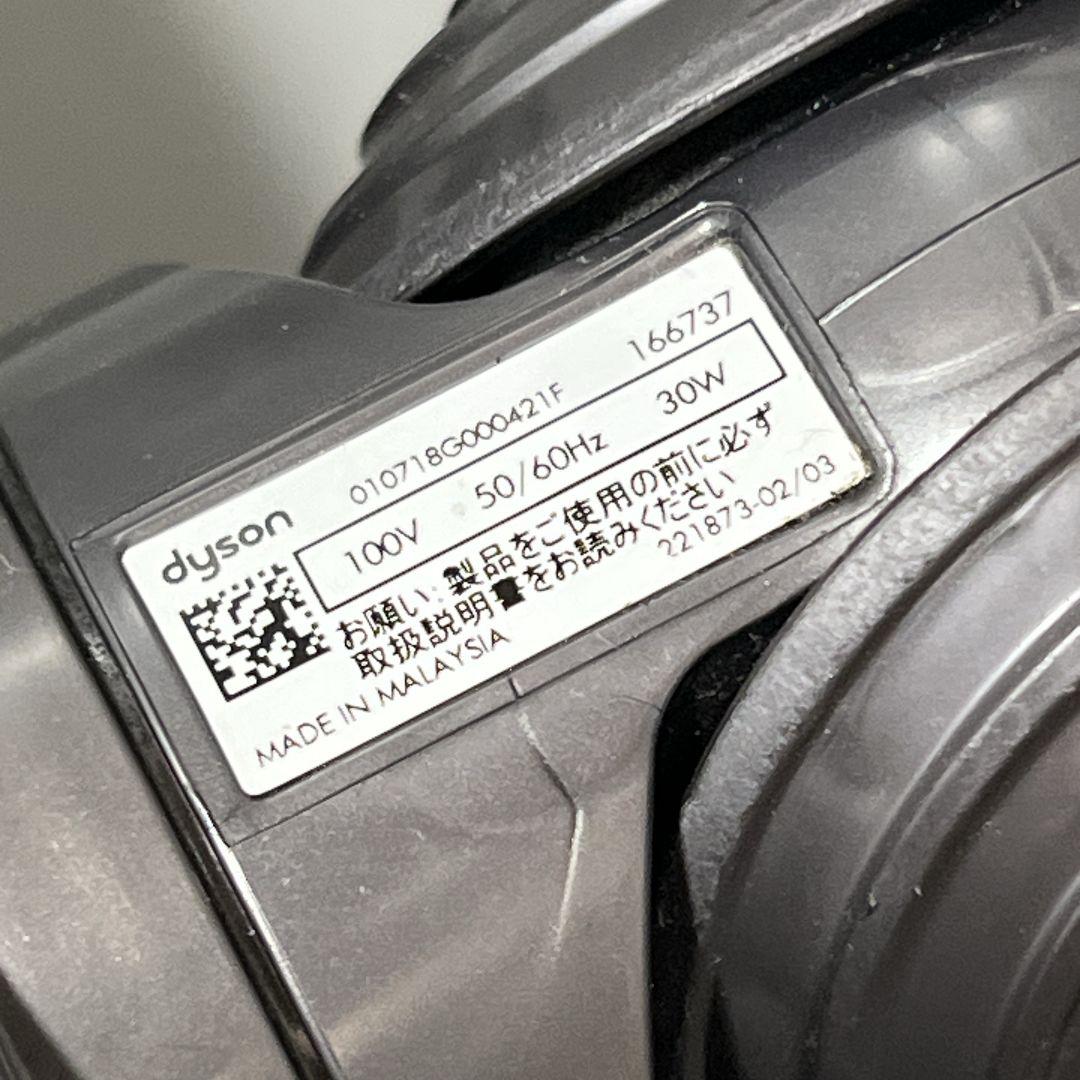 166737
010718G000421F
dyson
100V 50/60Hz 30W
お願い:製品をご使用の前に必ず
取扱説明書をお読みください
221873-02/03
MADE IN MALAYSIA